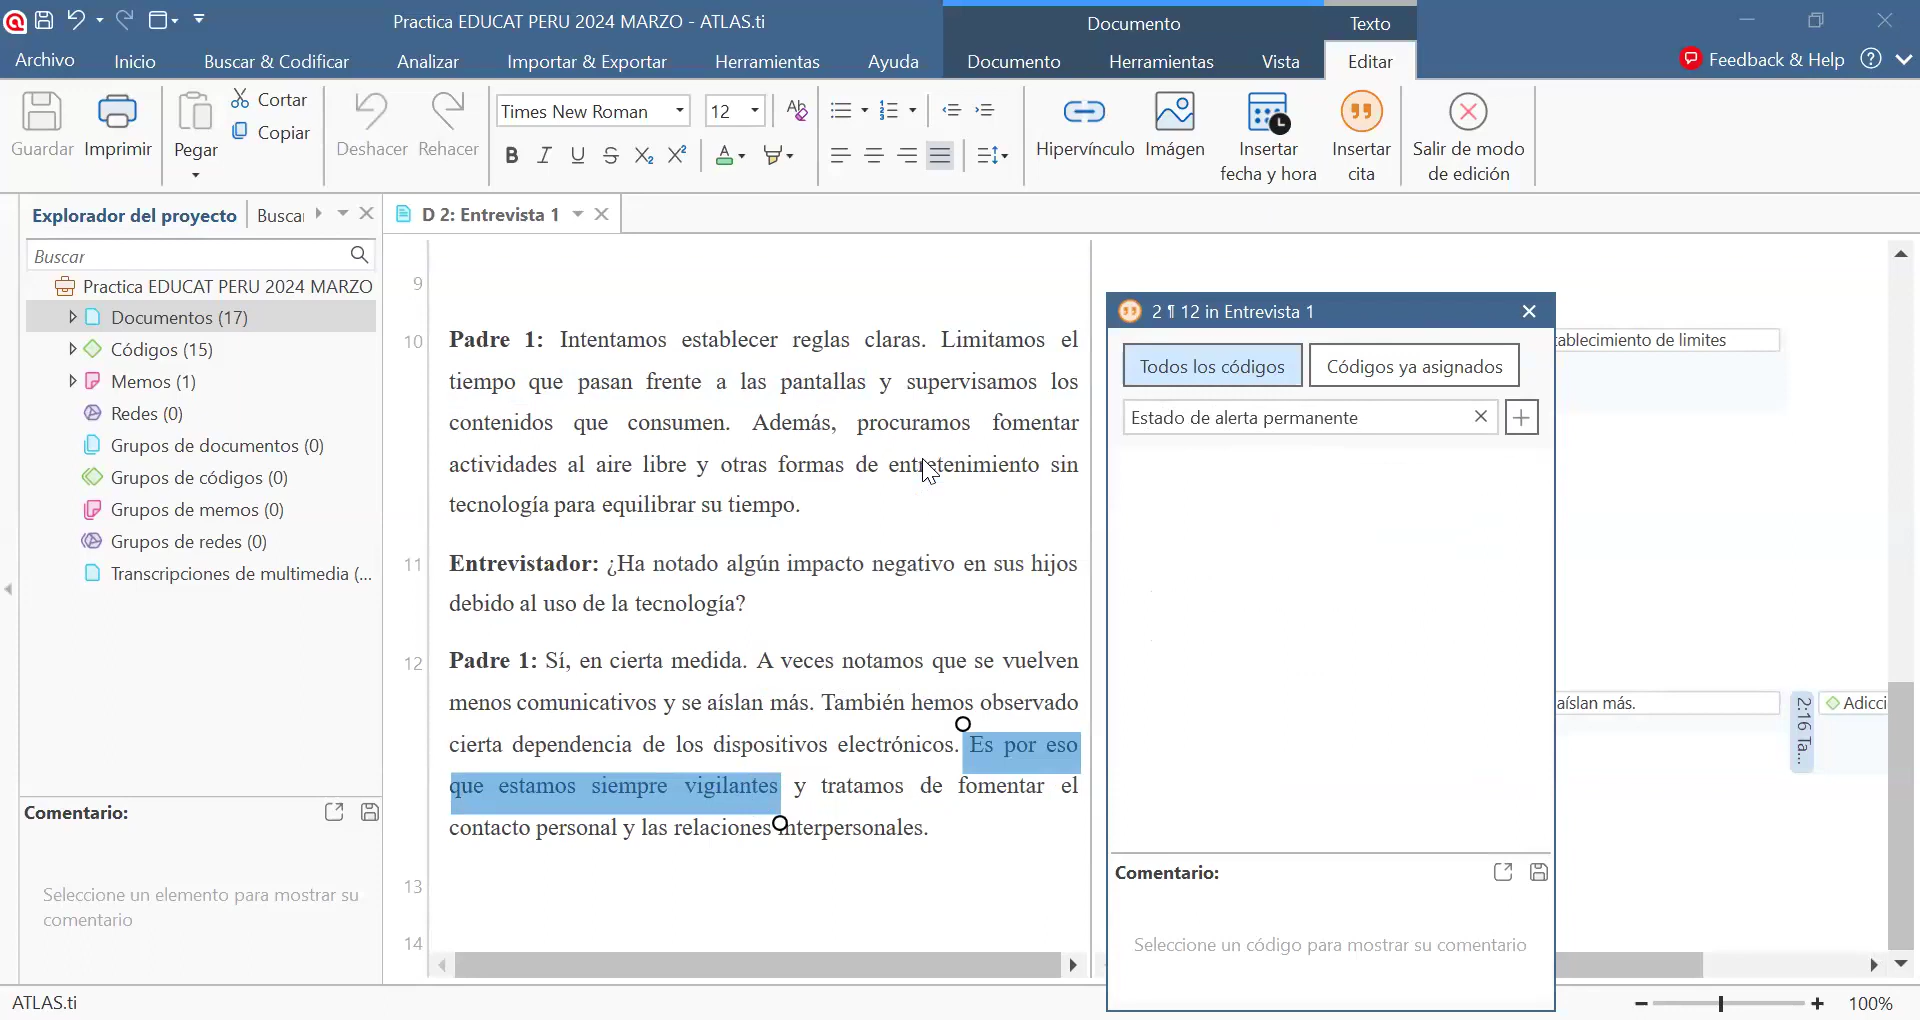 Practica EDUCAT PERU 2024 MARZO - ATLAS.ti
Documento
Texto
Archivo
Inicio
Buscar & Codificar
Analizar
Importar & Exportar
Herramientas
Ayuda
Documento
Herramientas
Vista
Editar
Feedback & Help
Guardar
Imprimir
Pegar
Cortar
Copiar
Deshacer
Rehacer
Times New Roman
12
Hipervínculo
Imágen
Insertar
fecha y hora
Insertar
cita
Salir de modo
de edición
Explorador del proyecto
Busca
D 2: Entrevista 1
Buscar
Practica EDUCAT PERU 2024 MARZO
Documentos (17)
Códigos (15)
Memos (1)
Redes (0)
Grupos de documentos (0)
Grupos de códigos (0)
Grupos de memos (0)
Grupos de redes (0)
Transcripciones de multimedia (...
Comentario:
Seleccione un elemento para mostrar su
comentario
9
10
Padre 1: Intentamos establecer reglas claras. Limitamos el
tiempo que pasan frente a las pantallas y supervisamos los
contenidos que consumen. Además, procuramos fomentar
actividades al aire libre y otras formas de entretenimiento sin
tecnología para equilibrar su tiempo.
11
Entrevistador: ¿Ha notado algún impacto negativo en sus hijos
debido al uso de la tecnología?
12
Padre 1: Sí, en cierta medida. A veces notamos que se vuelven
menos comunicativos y se aíslan más. También hemos observado
cierta dependencia de los dispositivos electrónicos. Es por eso
que estamos siempre vigilantes y tratamos de fomentar el
contacto personal y las relaciones interpersonales.
13
14
2 ¶ 12 in Entrevista 1
Todos los códigos
Códigos ya asignados
Estado de alerta permanente
Comentario:
Seleccione un código para mostrar su comentario
tablecimiento de limites
aíslan más.
2:16 Ta...
Adicci
ATLAS.ti
100%